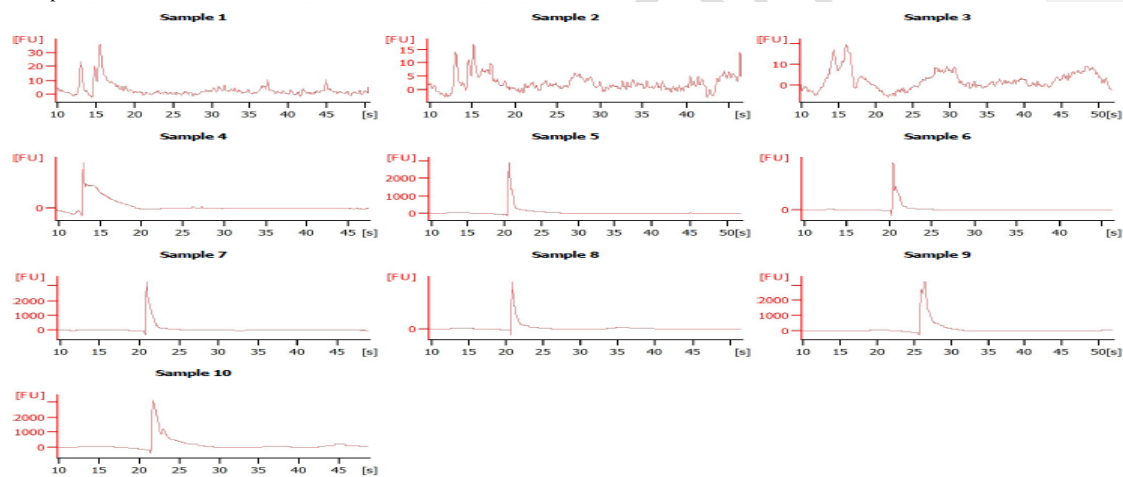 Sample 1 Sample 2 Sample 3
[FU] [FU] [FU]
30 15
20 10 10
10 5
0 0 0
10 15 20 25 30 35 40 45 [s] 10 15 20 25 30 35 40 45 [s] 10 15 20 25 30 35 40 45 50[s]
Sample 4 Sample 5 Sample 6
[FU] [FU] [FU]
2000
1000
0 0 0
10 15 20 25 30 35 40 45 [s] 10 15 20 25 30 35 40 45 50[s] 10 15 20 25 30 35 40 [s]
Sample 7 Sample 8 Sample 9
[FU] [FU] [FU]
2000 2000
1000 1000
0 0 0
10 15 20 25 30 35 40 45 [s] 10 15 20 25 30 35 40 45 [s] 10 15 20 25 30 35 40 45 50[s]
Sample 10
[FU]
2000
1000
0
10 15 20 25 30 35 40 45 [s]